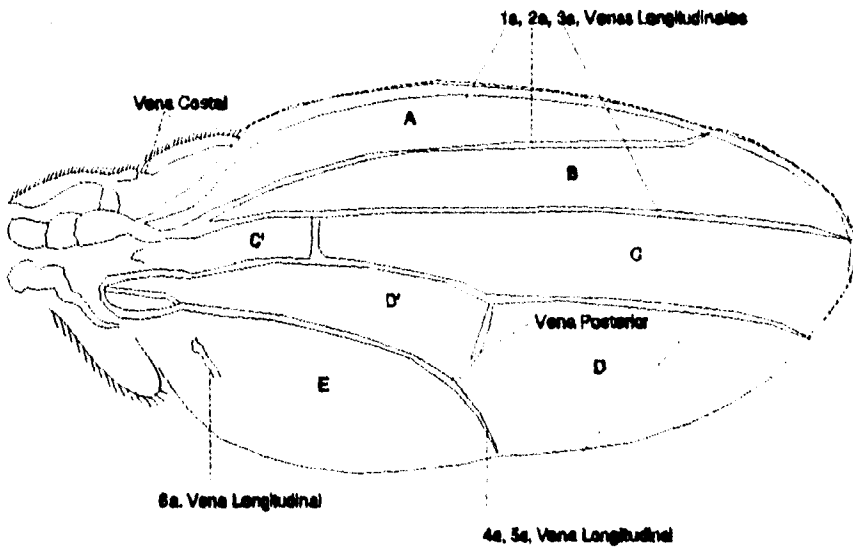 1a, 2a, 3a, Venas Longitudinales
Vena Costal
A
B
C'
C
D'
Vena Posterior
D
E
6a. Vena Longitudinal
4a, 5a, Vena Longitudinal